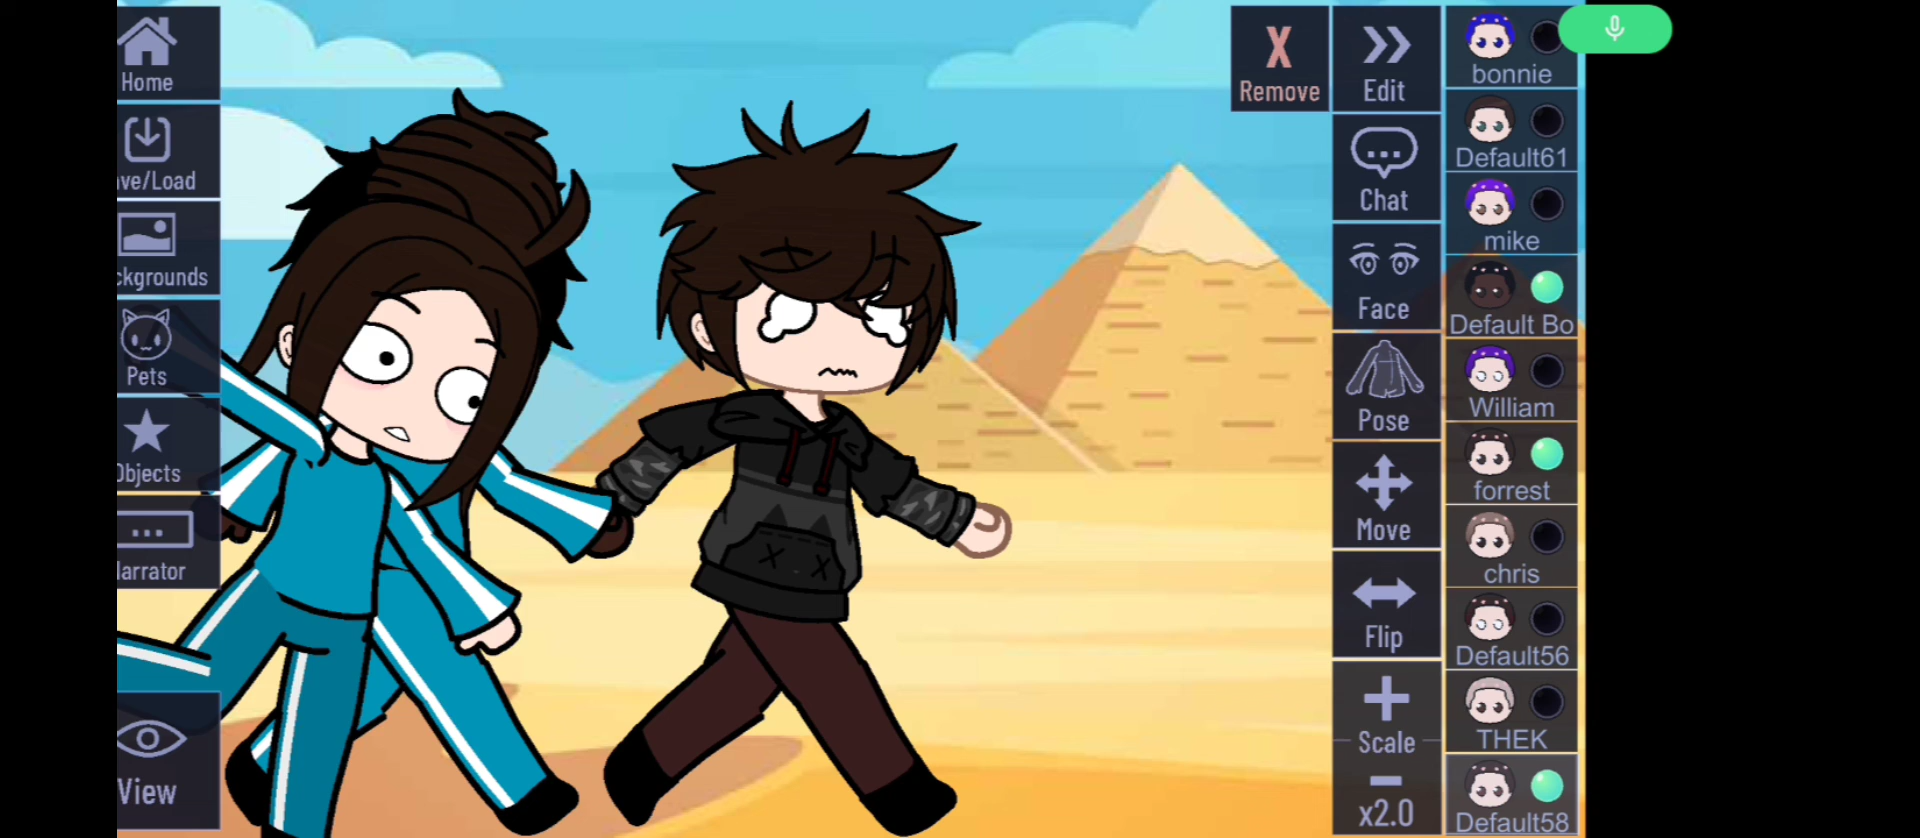 Home
ve/Load
ckgrounds
Pets
Objects
...
Narrator
View
X
Remove
Edit
...
Chat
Face
Pose
Move
Flip
Scale
x2.0
bonnie
Default61
mike
Default Bo
William
forrest
chris
Default56
THEK
Default58